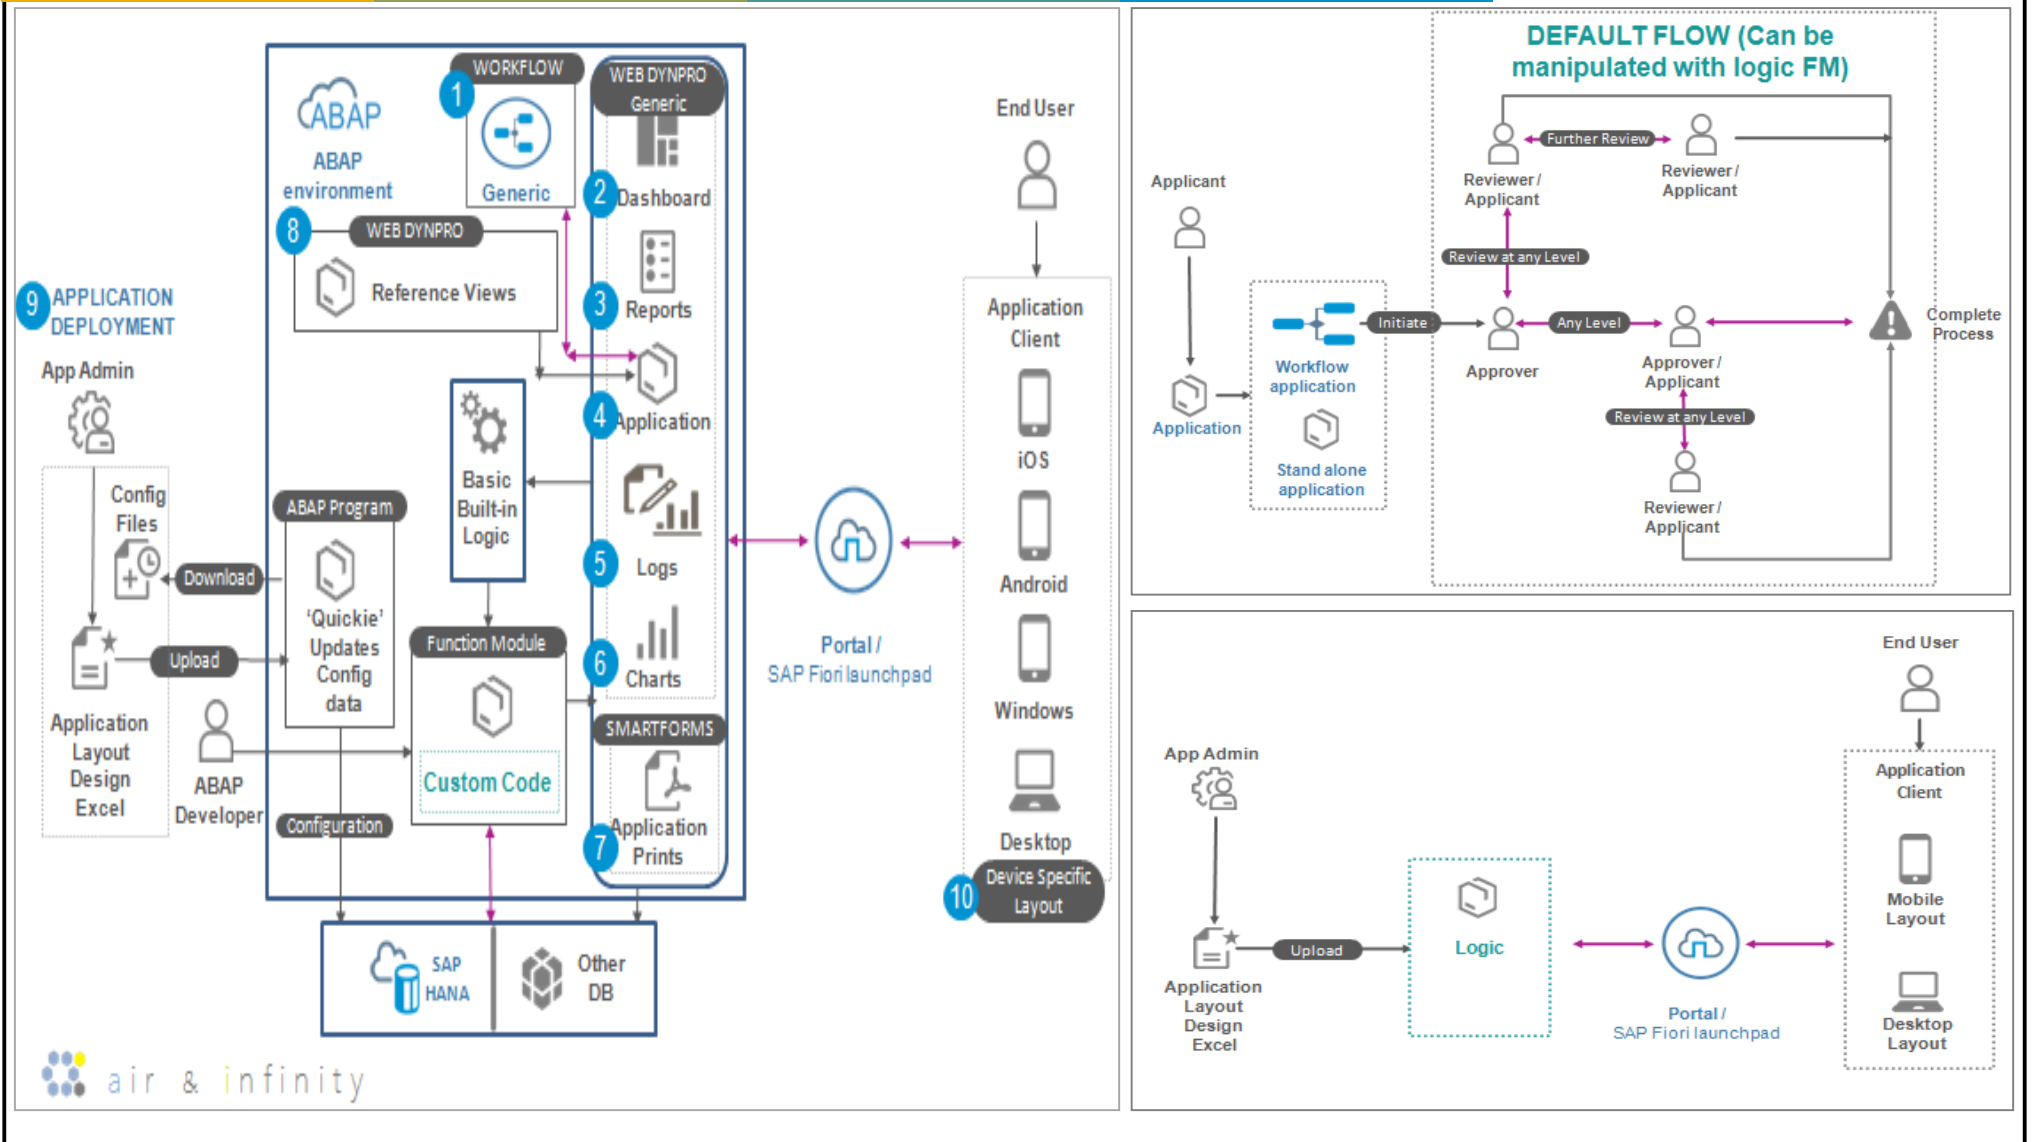 WORKFLOW
1
Generic
ABAP
ABAP
environment
WEB DYNPRO
Generic
2
Dashboard
3
Reports
4
Application
5
Logs
6
Charts
SMARTFORMS
7
Application
Prints
8
WEB DYNPRO
Reference Views
9
APPLICATION
DEPLOYMENT
App Admin
Config
Files
Download
Upload
Application
Layout
Design
Excel
ABAP Program
‘Quickie’
Updates
Config
data
ABAP
Developer
Configuration
Basic
Built-in
Logic
Function Module
Custom Code
SAP
HANA
Other
DB
Portal /
SAP Fiori launchpad
End User
Application
Client
iOS
Android
Windows
Desktop
10
Device Specific
Layout
air & infinity
DEFAULT FLOW (Can be
manipulated with logic FM)
Applicant
Application
Workflow
application
Stand alone
application
Initiate
Reviewer /
Applicant
Further Review
Reviewer /
Applicant
Review at any Level
Approver
Any Level
Approver /
Applicant
Review at any Level
Reviewer /
Applicant
Complete
Process
App Admin
Application
Layout
Design
Excel
Upload
Logic
Portal /
SAP Fiori launchpad
End User
Application
Client
Mobile
Layout
Desktop
Layout